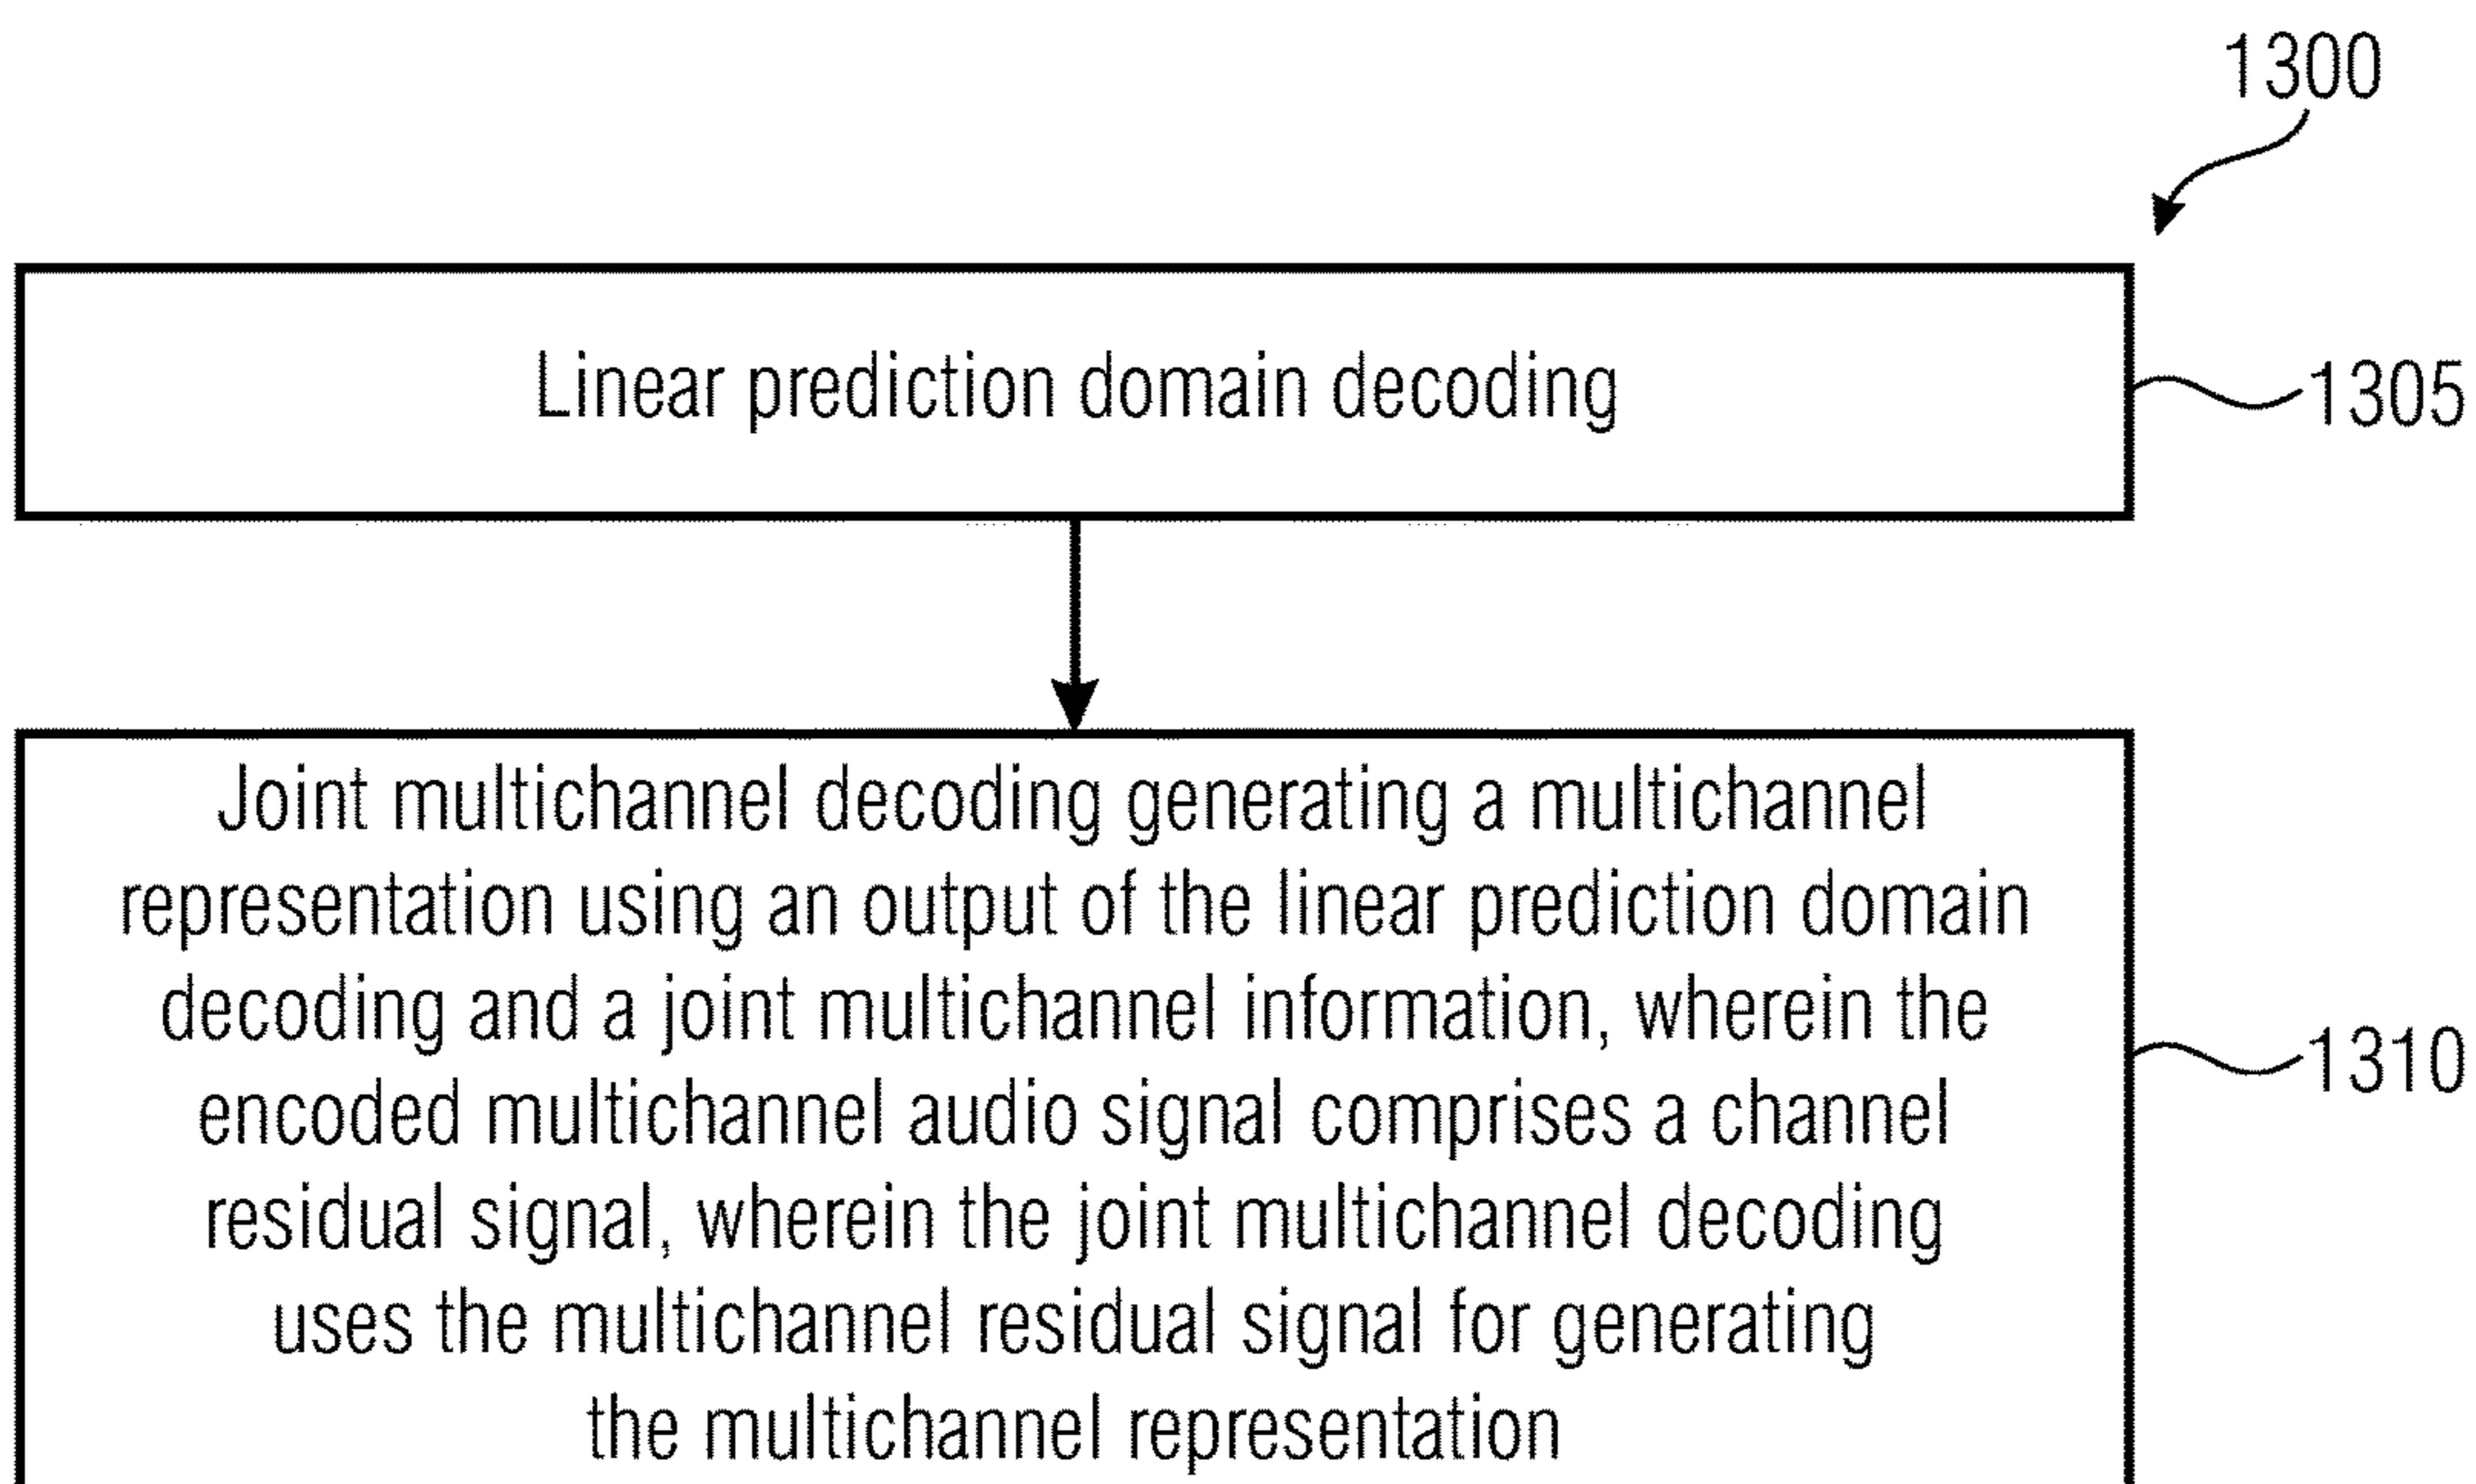 1300
Linear prediction domain decoding
1305
Joint multichannel decoding generating a multichannel
representation using an output of the linear prediction domain
decoding and a joint multichannel information, wherein the
encoded multichannel audio signal comprises a channel
residual signal, wherein the joint multichannel decoding
uses the multichannel residual signal for generating
the multichannel representation
1310